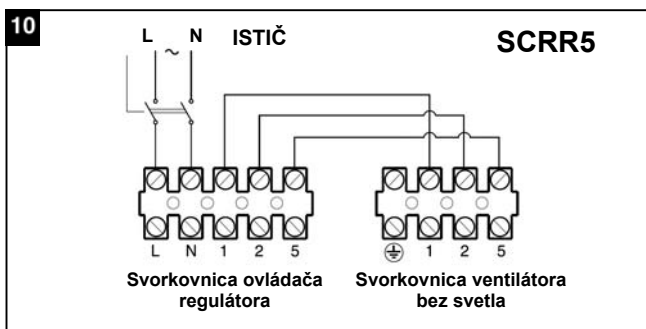 10
L N ISTIČ SCRR5
~
L N 1 2 5 1 2 5
Svorkovnica ovládača Svorkovnica ventilátora
regulátora bez svetla